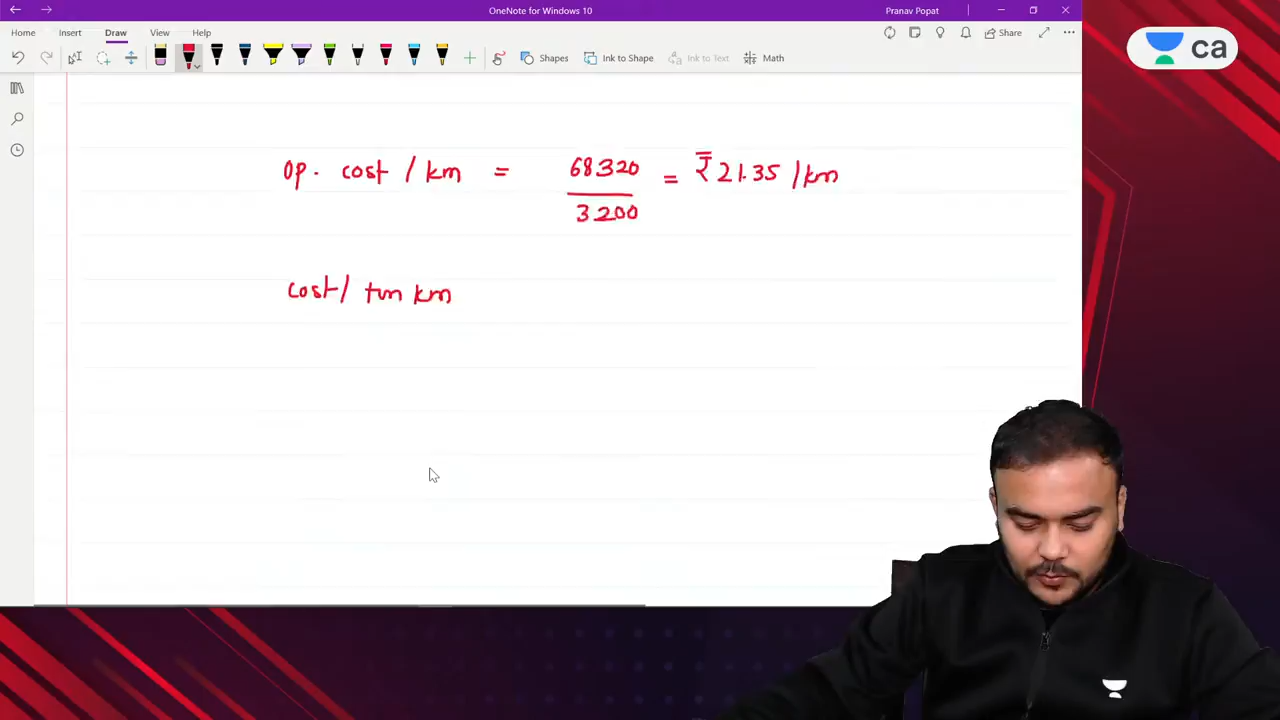 OneNote for Windows 10
Pranav Popat
Home Insert Draw View Help
Share
Shapes Ink to Shape Ink to Text Math
ca
Op. cost / km = 68320 / 3200 = ₹21.35 /km
cost / ton km